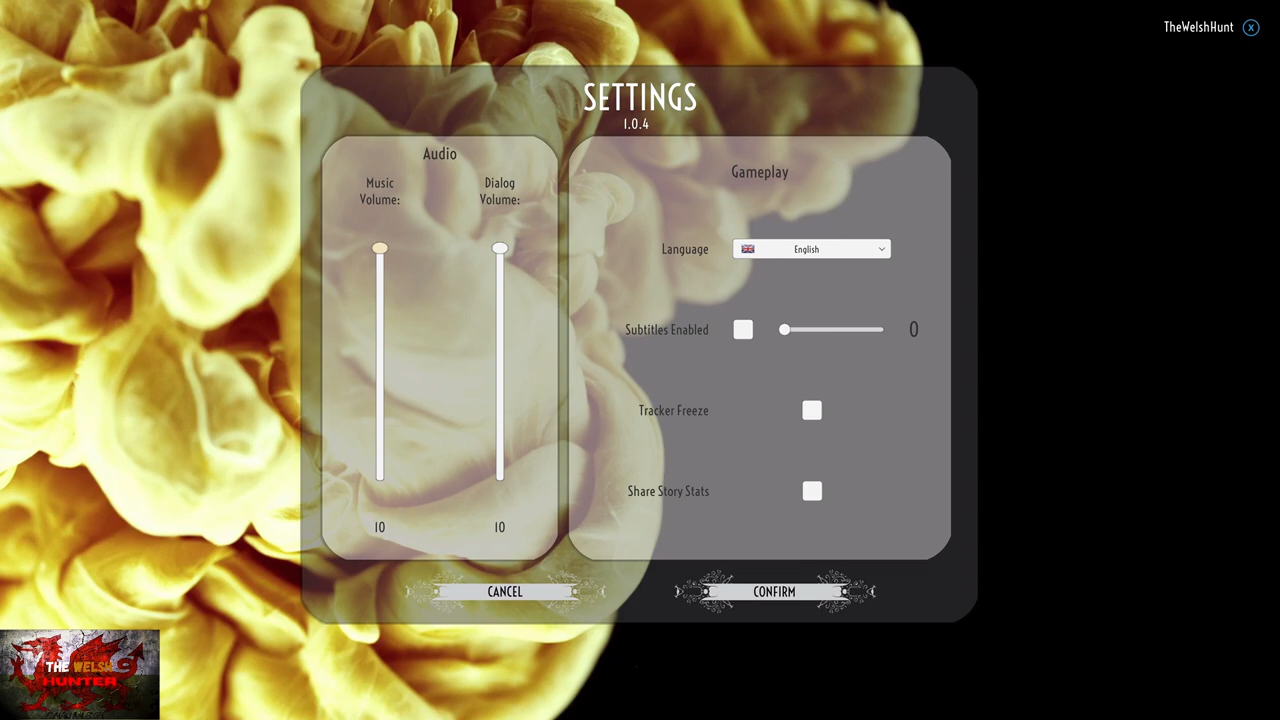 TheWelshHunt X
SETTINGS
1.0.4
Audio
Music
Volume:
Dialog
Volume:
10
10
Gameplay
Language
English
Subtitles Enabled
0
Tracker Freeze
Share Story Stats
CANCEL
CONFIRM
THE WELSH
HUNTER